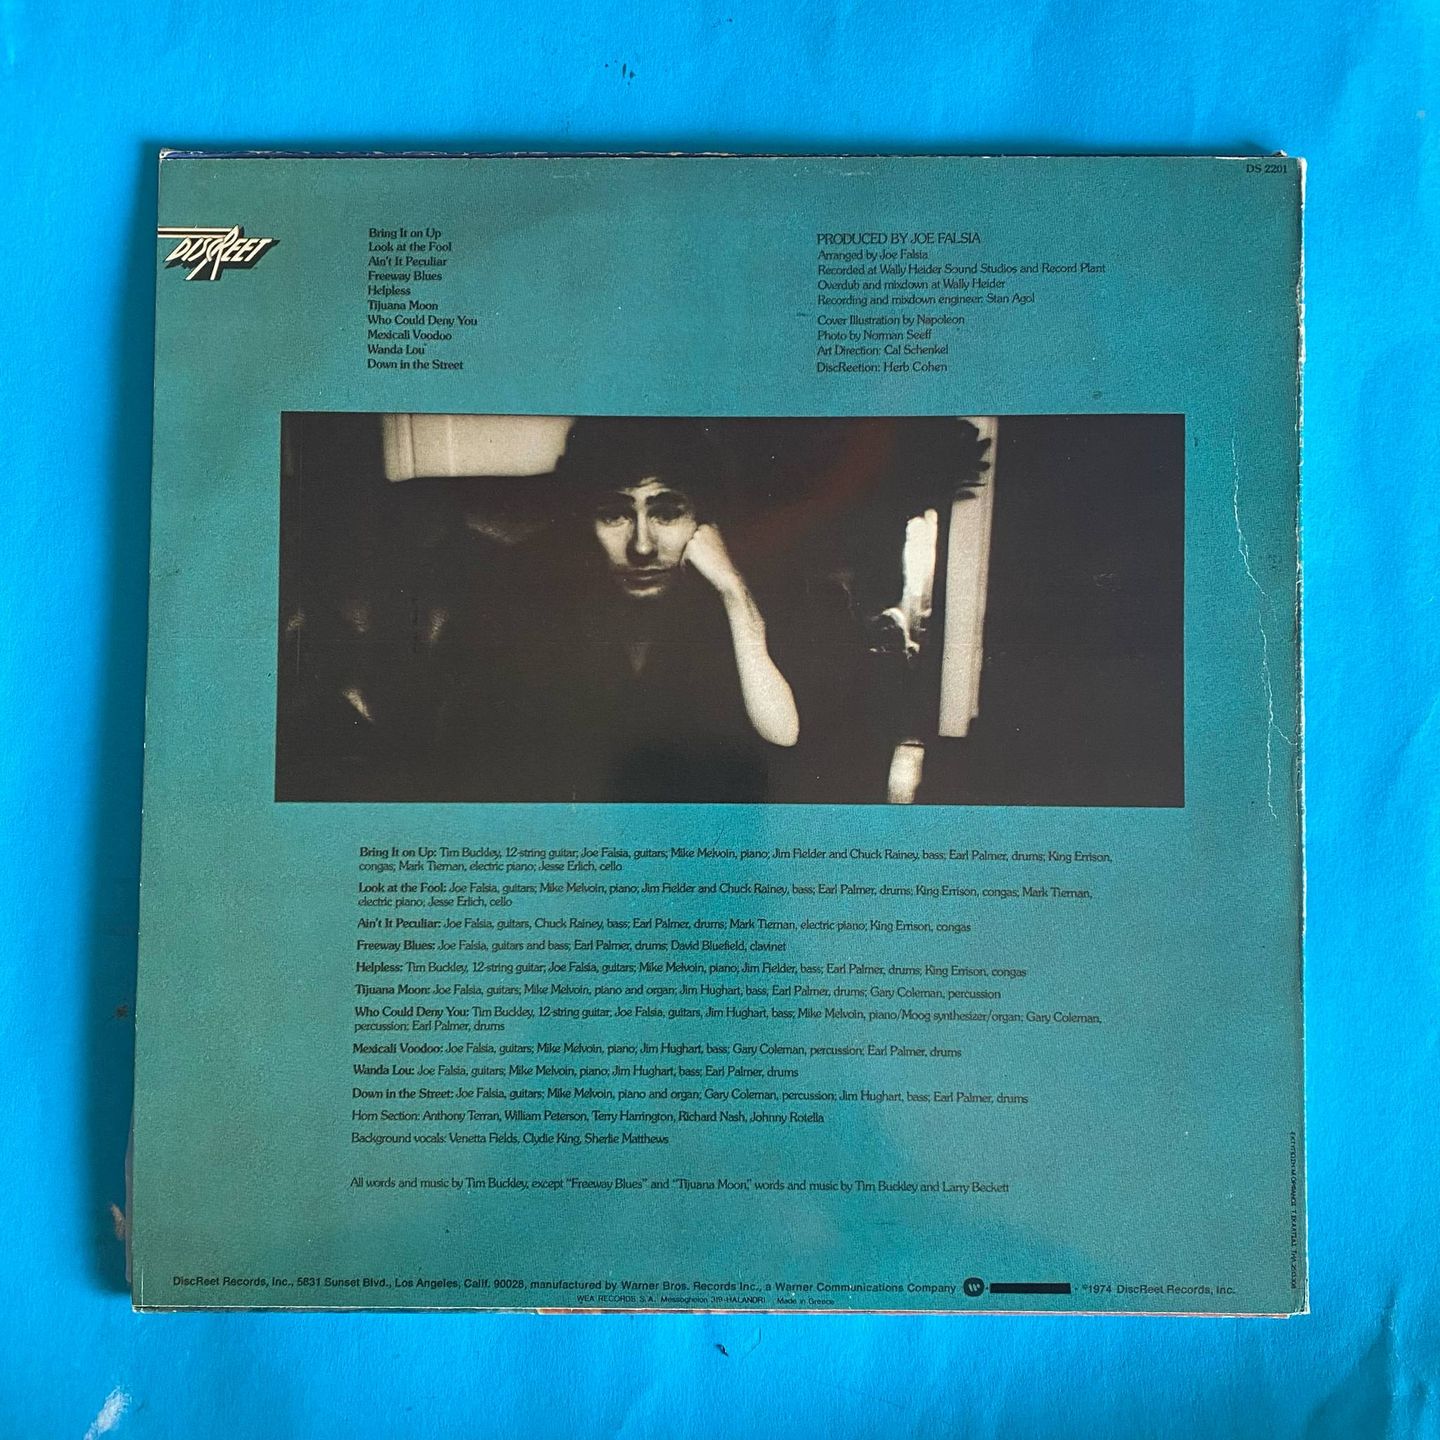 DS 2201
DISCREET
Bring It on Up
Look at the Fool
Ain't It Peculiar
Freeway Blues
Helpless
Tijuana Moon
Who Could Deny You
Mexicali Voodoo
Wanda Lou
Down in the Street
PRODUCED BY JOE FALSIA
Arranged by Joe Falsia
Recorded at Wally Heider Sound Studios and Record Plant
Overdub and mixdown at Wally Heider
Recording and mixdown engineer: Stan Agol
Cover Illustration by Napoleon
Photo by Norman Seeff
Art Direction: Cal Schenkel
DiscReetion: Herb Cohen
Bring It on Up: Tim Buckley, 12-string guitar; Joe Falsia, guitars; Mike Melvoin, piano; Jim Fielder and Chuck Rainey, bass; Earl Palmer, drums; King Errison,
congas; Mark Tiernan, electric piano; Jesse Erlich, cello
Look at the Fool: Joe Falsia, guitars; Mike Melvoin, piano; Jim Fielder and Chuck Rainey, bass; Earl Palmer, drums; King Errison, congas; Mark Tiernan,
electric piano; Jesse Erlich, cello
Ain't It Peculiar: Joe Falsia, guitars, Chuck Rainey, bass; Earl Palmer, drums; Mark Tiernan, electric piano; King Errison, congas
Freeway Blues: Joe Falsia, guitars and bass; Earl Palmer, drums; David Bluefield, clavinet
Helpless: Tim Buckley, 12-string guitar; Joe Falsia, guitars; Mike Melvoin, piano; Jim Fielder, bass; Earl Palmer, drums; King Errison, congas
Tijuana Moon: Joe Falsia, guitars; Mike Melvoin, piano and organ; Jim Hughart, bass; Earl Palmer, drums; Gary Coleman, percussion
Who Could Deny You: Tim Buckley, 12-string guitar; Joe Falsia, guitars, Jim Hughart, bass; Mike Melvoin, piano/Moog synthesizer/organ; Gary Coleman,
percussion; Earl Palmer, drums
Mexicali Voodoo: Joe Falsia, guitars; Mike Melvoin, piano; Jim Hughart, bass; Gary Coleman, percussion; Earl Palmer, drums
Wanda Lou: Joe Falsia, guitars; Mike Melvoin, piano; Jim Hughart, bass; Earl Palmer, drums
Down in the Street: Joe Falsia, guitars; Mike Melvoin, piano and organ; Gary Coleman, percussion; Jim Hughart, bass; Earl Palmer, drums
Horn Section: Anthony Terran, William Peterson, Terry Harrington, Richard Nash, Johnny Rotella
Background vocals: Venetta Fields, Clydie King, Sherlie Matthews
All words and music by Tim Buckley, except "Freeway Blues" and "Tijuana Moon," words and music by Tim Buckley and Larry Beckett
DiscReet Records, Inc., 5831 Sunset Blvd., Los Angeles, Calif. 90028, manufactured by Warner Bros. Records Inc., a Warner Communications Company · ℗1974 DiscReet Records, Inc.
WEA RECORDS S.A. Messoghoion 319-HALANDRI Made in Greece